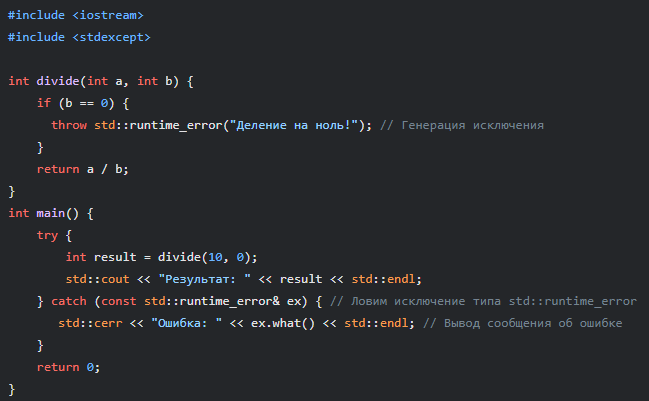 #include <iostream>
#include <stdexcept>

int divide(int a, int b) {
    if (b == 0) {
      throw std::runtime_error("Деление на ноль!"); // Генерация исключения
    }
    return a / b;
}
int main() {
    try {
        int result = divide(10, 0);
        std::cout << "Результат: " << result << std::endl;
    } catch (const std::runtime_error& ex) { // Ловим исключение типа std::runtime_error
       std::cerr << "Ошибка: " << ex.what() << std::endl; // Вывод сообщения об ошибке
    }
    return 0;
}